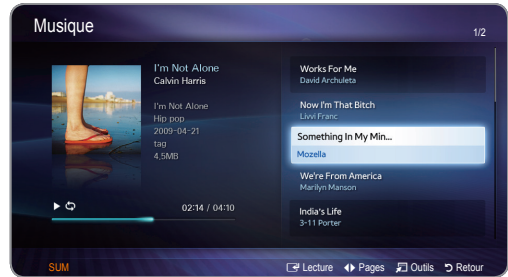 Musique
1/2
I'm Not Alone
Calvin Harris
I'm Not Alone
Hip pop
2009-04-21
tag
4,5MB
02:14 / 04:10
Works For Me
David Archuleta
Now I'm That Bitch
Livvi Franc
Something In My Min...
Mozella
We're From America
Marilyn Manson
India's Life
3-11 Porter
SUM
Lecture Pages Outils Retour